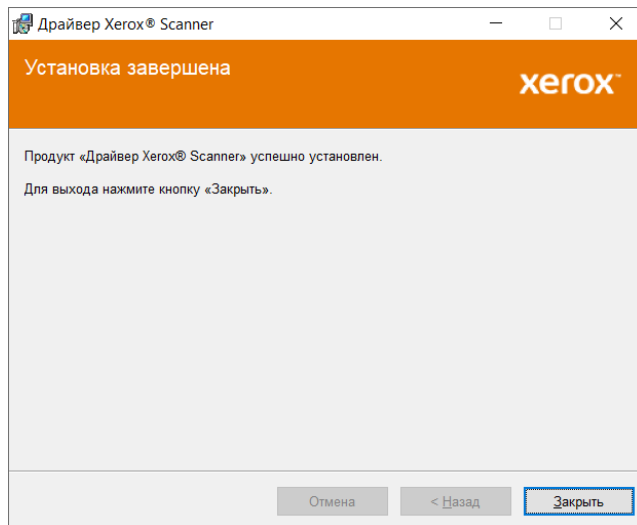 Драйвер Xerox® Scanner
Установка завершена
xerox™
Продукт «Драйвер Xerox® Scanner» успешно установлен.
Для выхода нажмите кнопку «Закрыть».
Отмена
< Назад
Закрыть